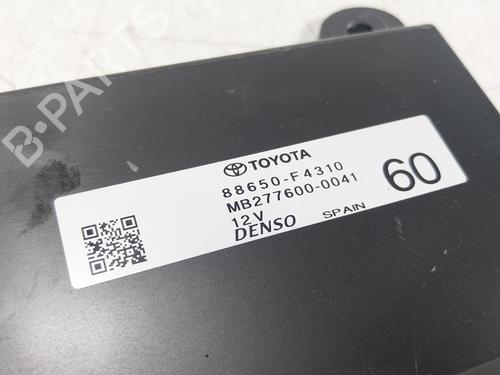 B-PARTS
TOYOTA
88650-F4310
MB277600-0041
12V
DENSO SPAIN
60